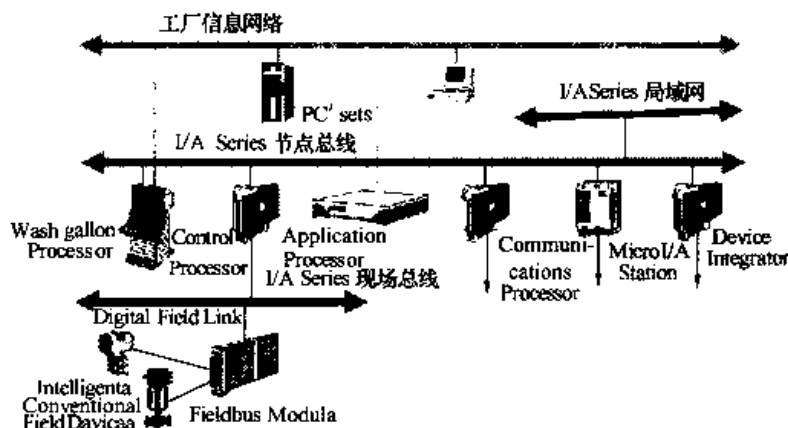 工厂信息网络
I/ASeries 局域网
PC' sets
I/A Series 节点总线
Wash gallon
Processor
Control
Processor
Application
Processor
Communi-
cations
Processor
MicroI/A
Station
Device
Integrator
I/A Series 现场总线
Digital Field Link
Intelligenta
Conventional
FieldDavicaa
Fieldbus Modula